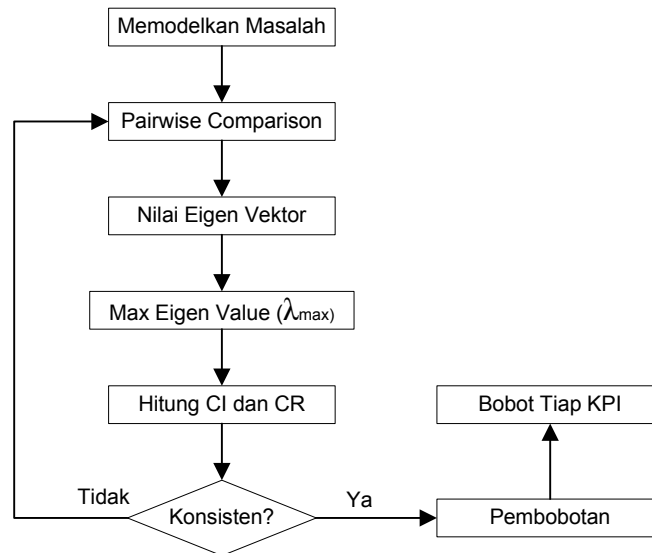 Memodelkan Masalah
Pairwise Comparison
Nilai Eigen Vektor
Max Eigen Value (λmax)
Hitung CI dan CR
Bobot Tiap KPI
Tidak
Konsisten?
Ya
Pembobotan